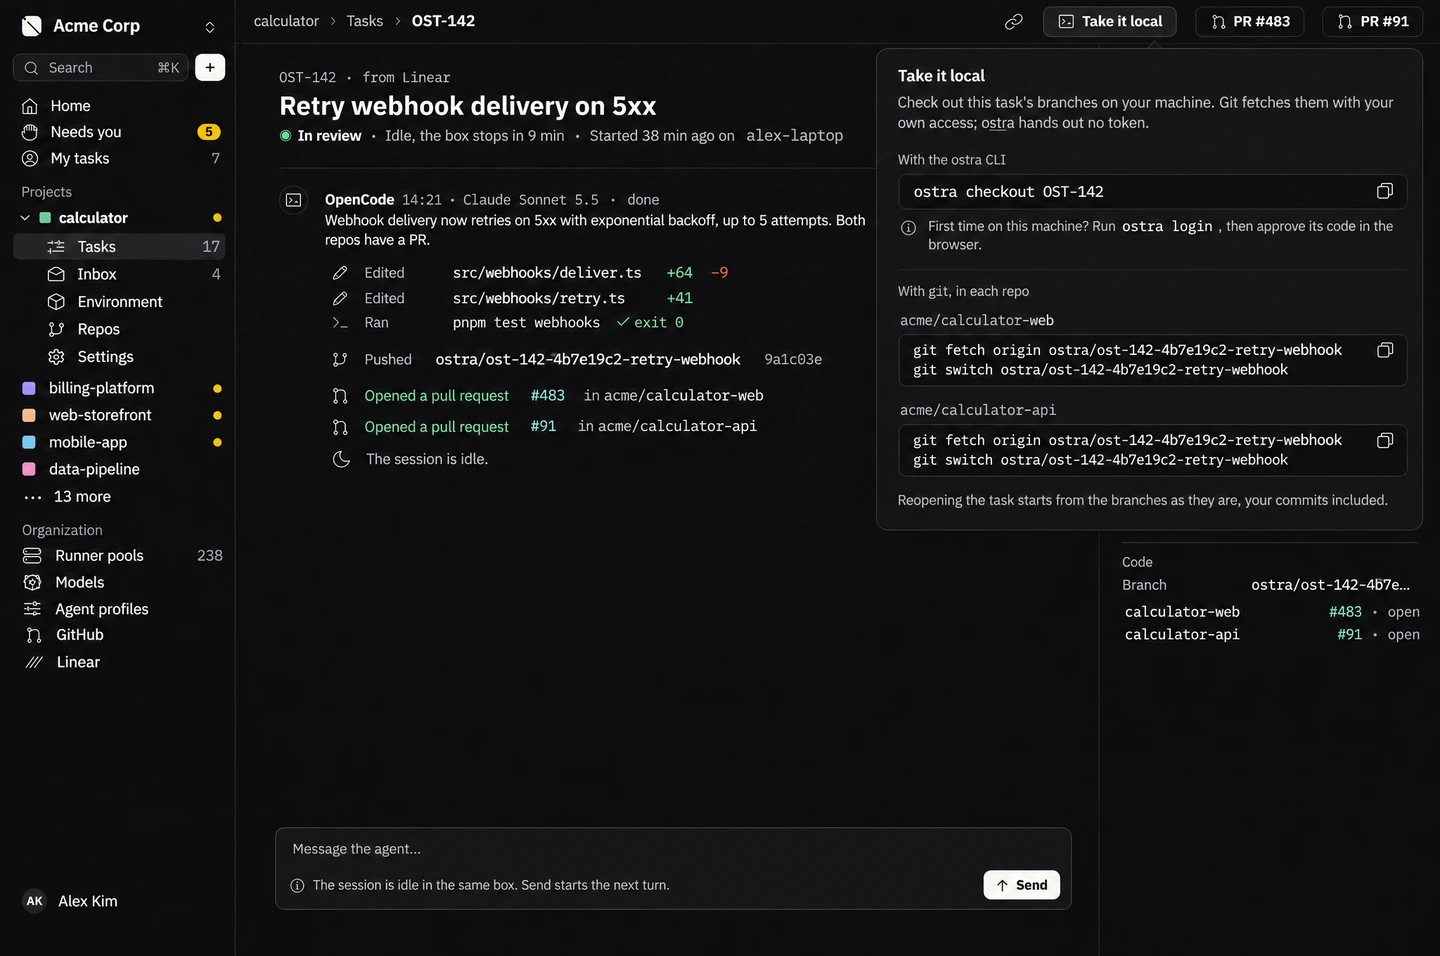 Acme Corp
Search ⌘K
+
Home
Needs you 5
My tasks 7
Projects
calculator
Tasks 17
Inbox 4
Environment
Repos
Settings
billing-platform
web-storefront
mobile-app
data-pipeline
13 more
Organization
Runner pools 238
Models
Agent profiles
GitHub
Linear
AK Alex Kim
calculator > Tasks > OST-142
Take it local
PR #483
PR #91
OST-142 · from Linear
Retry webhook delivery on 5xx
In review · Idle, the box stops in 9 min · Started 38 min ago on alex-laptop
OpenCode 14:21 · Claude Sonnet 5.5 · done
Webhook delivery now retries on 5xx with exponential backoff, up to 5 attempts. Both
repos have a PR.
Edited src/webhooks/deliver.ts +64 −9
Edited src/webhooks/retry.ts +41
Ran pnpm test webhooks ✓ exit 0
Pushed ostra/ost-142-4b7e19c2-retry-webhook 9a1c03e
Opened a pull request #483 in acme/calculator-web
Opened a pull request #91 in acme/calculator-api
The session is idle.
Take it local
Check out this task's branches on your machine. Git fetches them with your
own access; ostra hands out no token.
With the ostra CLI
ostra checkout OST-142
First time on this machine? Run ostra login , then approve its code in the
browser.
With git, in each repo
acme/calculator-web
git fetch origin ostra/ost-142-4b7e19c2-retry-webhook
git switch ostra/ost-142-4b7e19c2-retry-webhook
acme/calculator-api
git fetch origin ostra/ost-142-4b7e19c2-retry-webhook
git switch ostra/ost-142-4b7e19c2-retry-webhook
Reopening the task starts from the branches as they are, your commits included.
Code
Branch ostra/ost-142-4b7e...
calculator-web #483 · open
calculator-api #91 · open
Message the agent...
The session is idle in the same box. Send starts the next turn.
Send